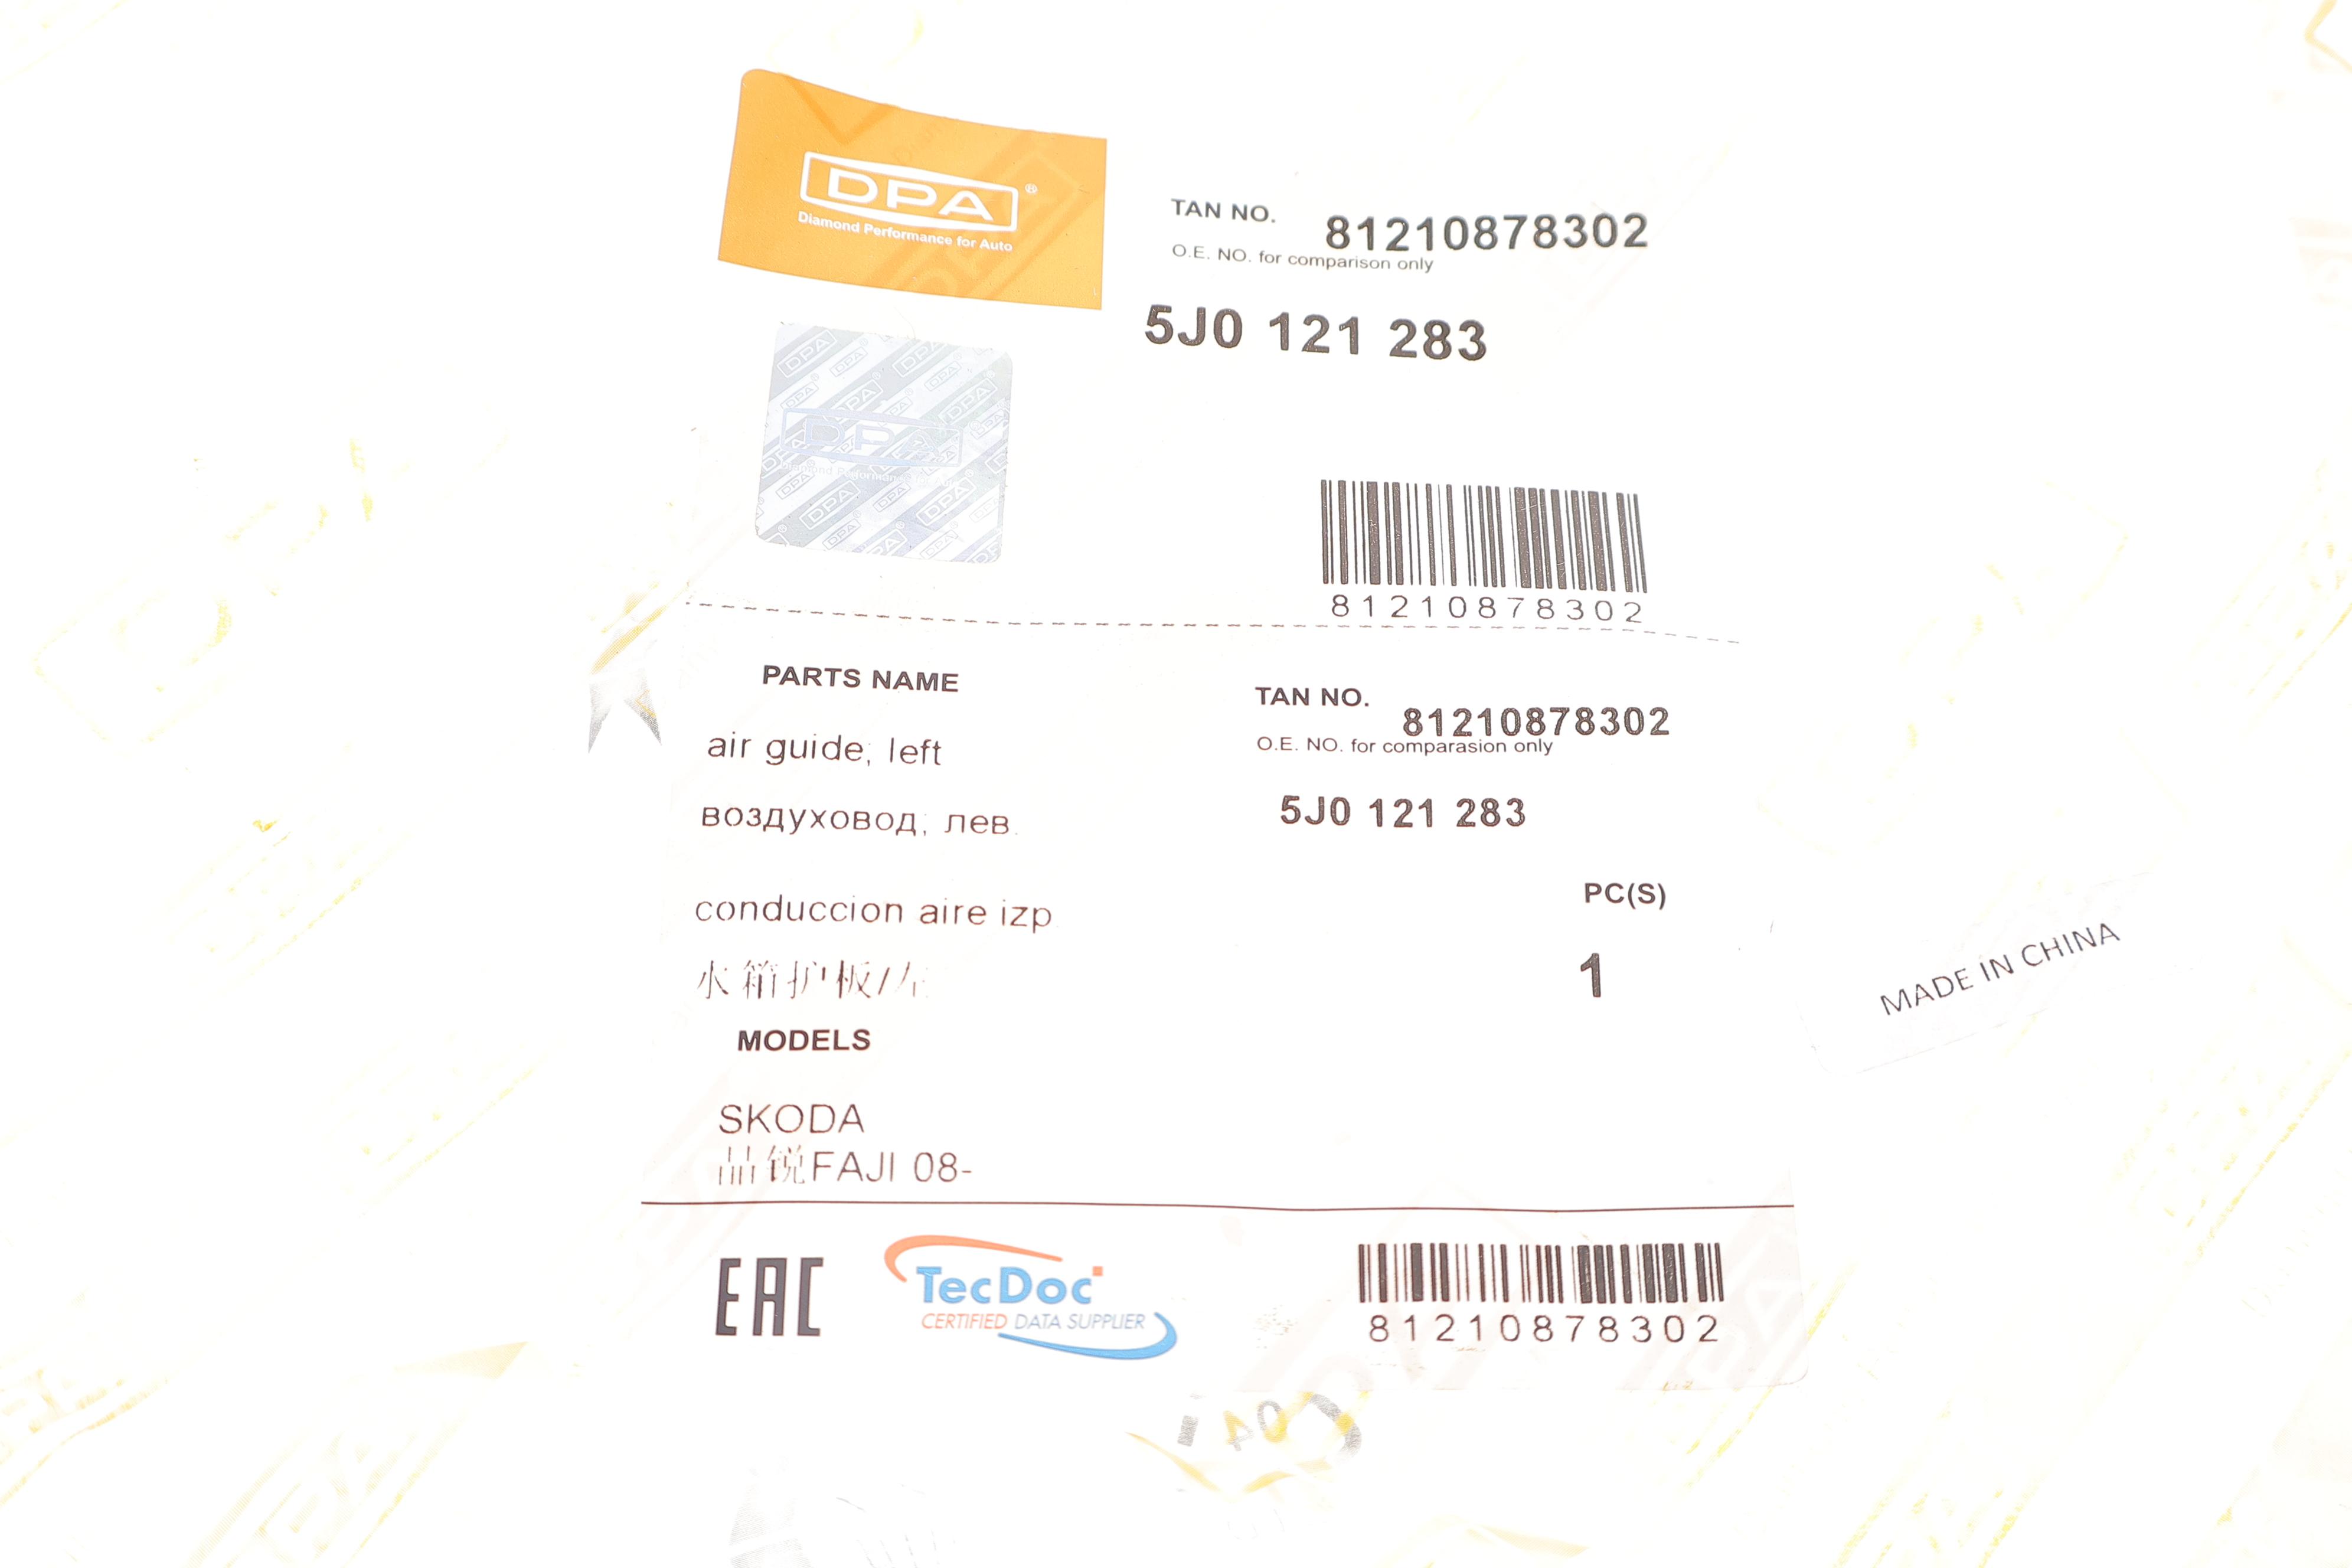 DPA®
Diamond Performance for Auto
TAN NO. 81210878302
O.E. NO. for comparison only
5J0 121 283
DPA
81210878302
PARTS NAME
air guide; left
воздуховод; лев.
conduccion aire izp
水箱护板/左
TAN NO. 81210878302
O.E. NO. for comparasion only
5J0 121 283
PC(S)
1
MODELS
SKODA
晶锐FAJI 08-
MADE IN CHINA
EAC
TecDoc
CERTIFIED DATA SUPPLIER
81210878302
04